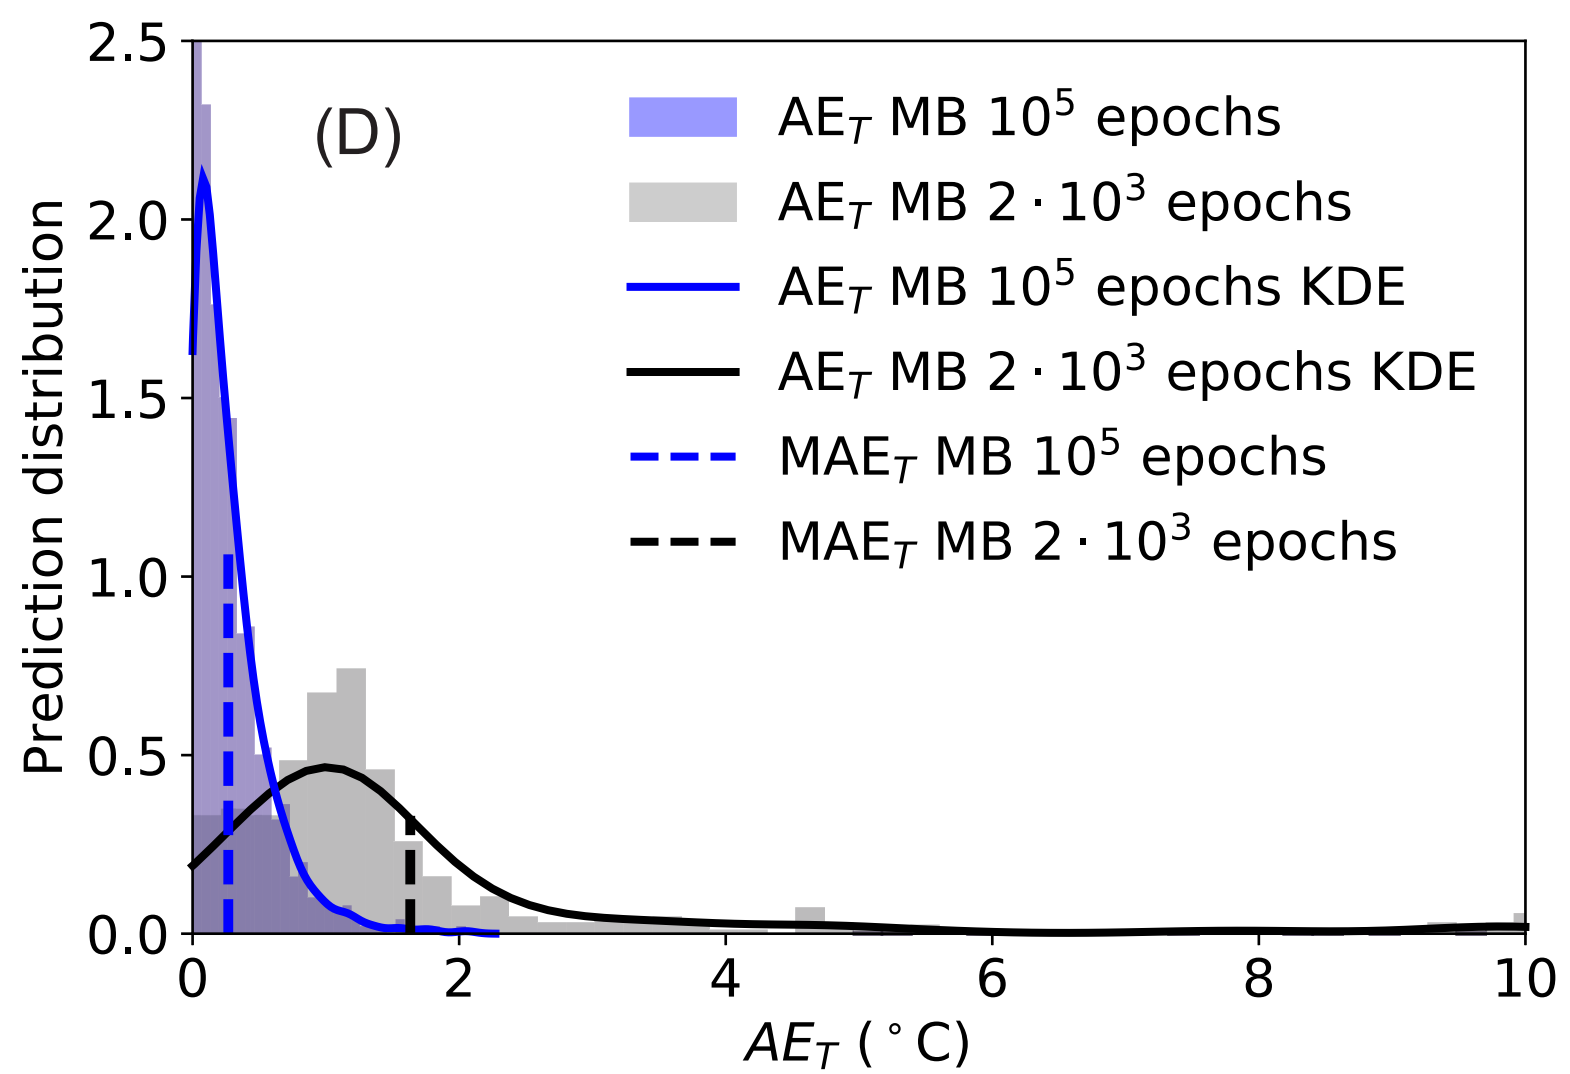 (D)
AE_T MB 10^5 epochs
AE_T MB 2 · 10^3 epochs
AE_T MB 10^5 epochs KDE
AE_T MB 2 · 10^3 epochs KDE
MAE_T MB 10^5 epochs
MAE_T MB 2 · 10^3 epochs
Prediction distribution
2.5
2.0
1.5
1.0
0.5
0.0
0 2 4 6 8 10
AE_T (°C)